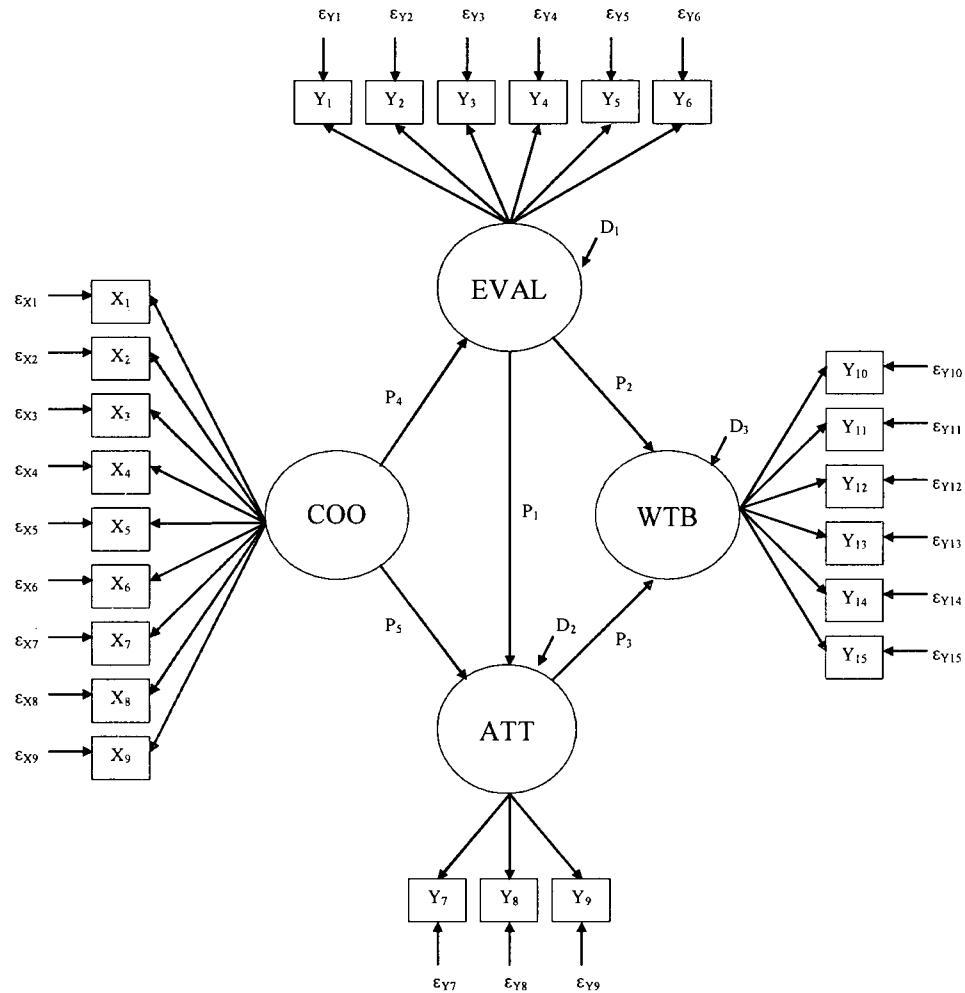 εY1 εY2 εY3 εY4 εY5 εY6
Y1 Y2 Y3 Y4 Y5 Y6
D1
EVAL
εX1 X1
εX2 X2
εX3 X3
εX4 X4
εX5 X5
εX6 X6
εX7 X7
εX8 X8
εX9 X9
P4
P2
COO
P1
D3
WTB
Y10 εY10
Y11 εY11
Y12 εY12
Y13 εY13
Y14 εY14
Y15 εY15
P5
D2
P3
ATT
Y7 Y8 Y9
εY7 εY8 εY9